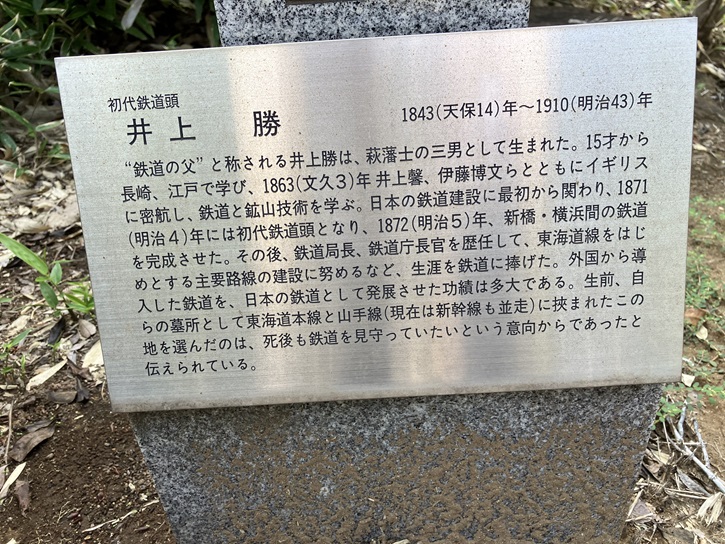 初代鉄道頭
井上　勝　1843(天保14)年〜1910(明治43)年
“鉄道の父”と称される井上勝は、萩藩士の三男として生まれた。15才から
長崎、江戸で学び、1863(文久3)年 井上馨、伊藤博文らとともにイギリス
に密航し、鉄道と鉱山技術を学ぶ。日本の鉄道建設に最初から関わり、1871
(明治4)年には初代鉄道頭となり、1872(明治5)年、新橋・横浜間の鉄道
を完成させた。その後、鉄道局長、鉄道庁長官を歴任して、東海道線をはじ
めとする主要路線の建設に努めるなど、生涯を鉄道に捧げた。外国から導
入した鉄道を、日本の鉄道として発展させた功績は多大である。生前、自
らの墓所として東海道本線と山手線(現在は新幹線も並走)に挟まれたこの
地を選んだのは、死後も鉄道を見守っていたいという意向からであったと
伝えられている。